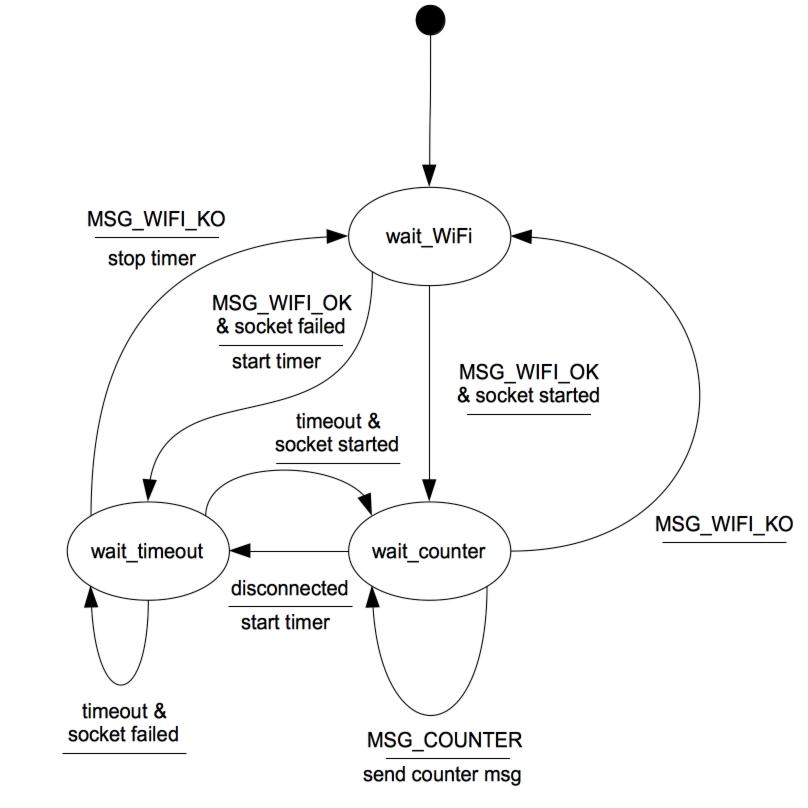 wait_WiFi
MSG_WIFI_KO
stop timer
MSG_WIFI_OK
& socket failed
start timer
MSG_WIFI_OK
& socket started
timeout &
socket started
MSG_WIFI_KO
wait_timeout
wait_counter
disconnected
start timer
timeout &
socket failed
MSG_COUNTER
send counter msg